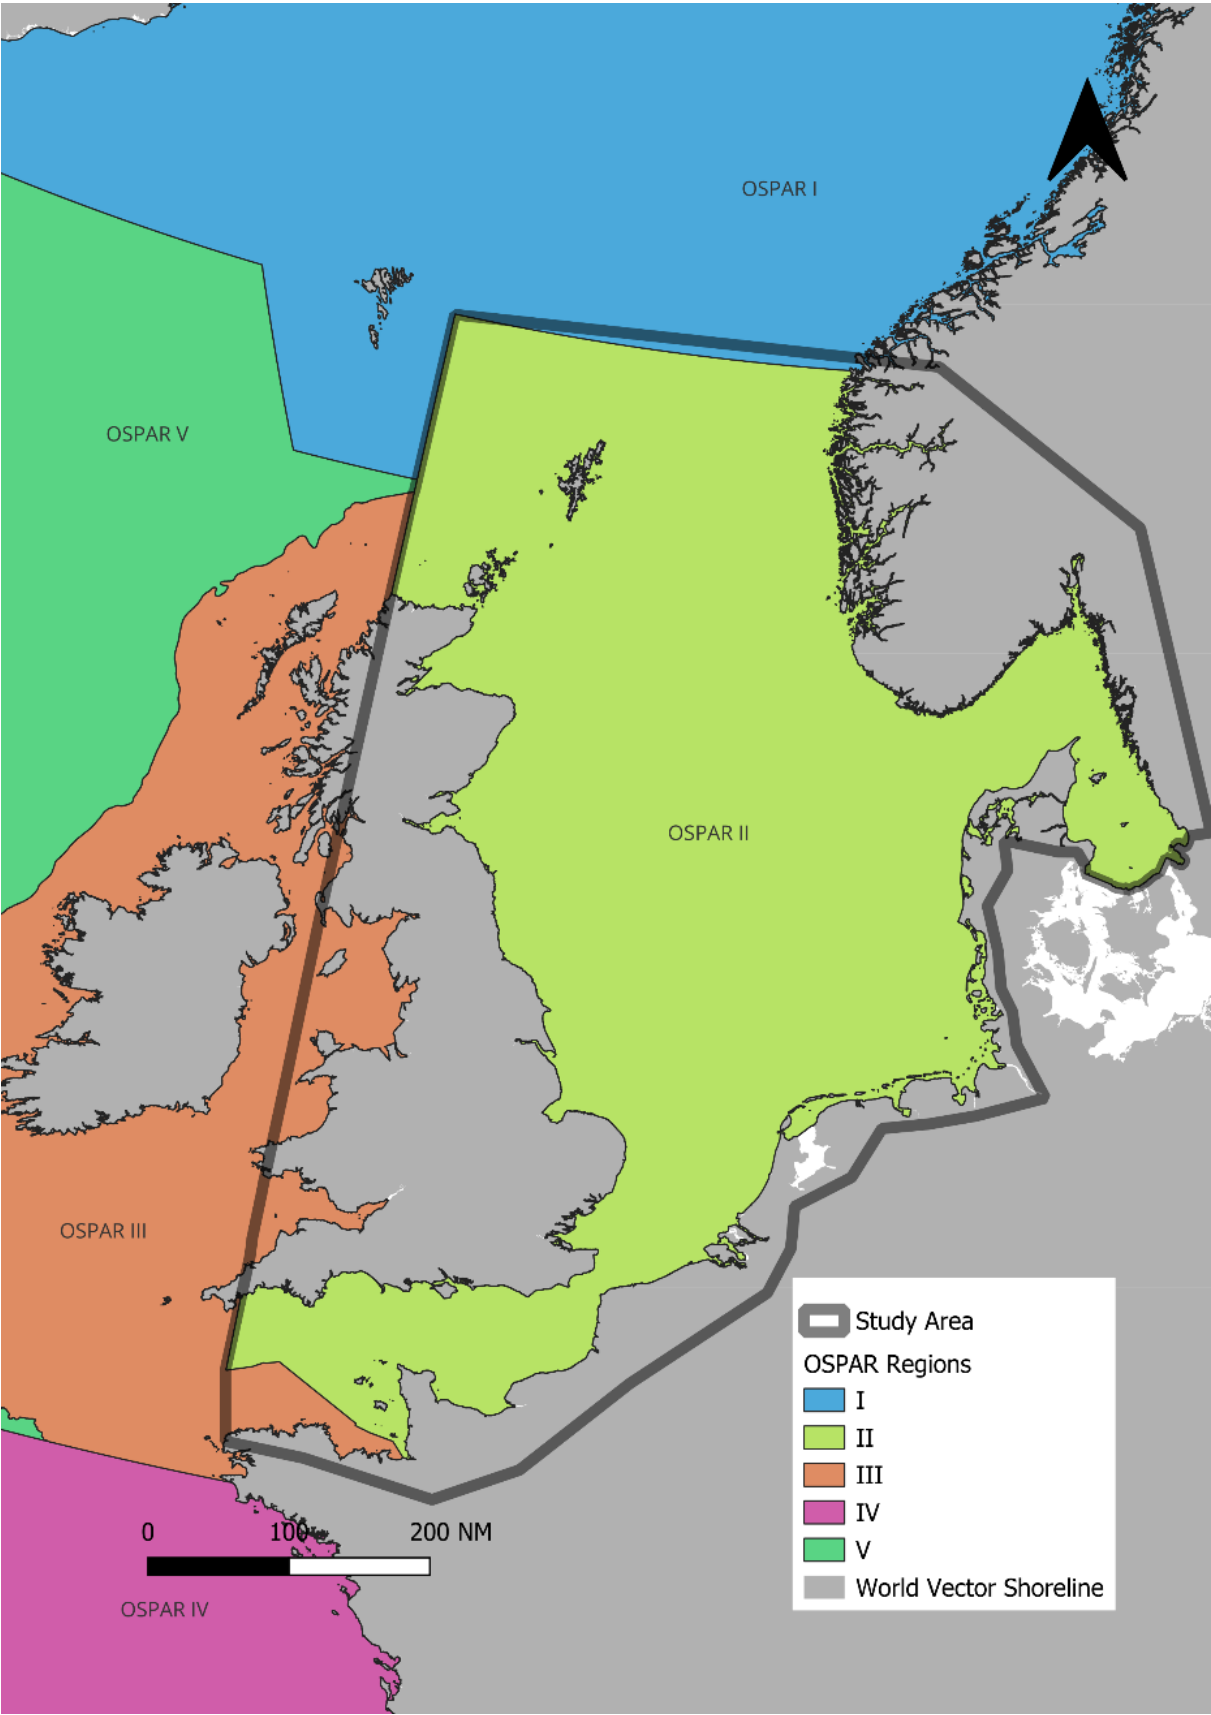 OSPAR I
OSPAR V
OSPAR II
OSPAR III
Study Area
OSPAR Regions
I
II
III
IV
V
World Vector Shoreline
0 100 200 NM
OSPAR IV